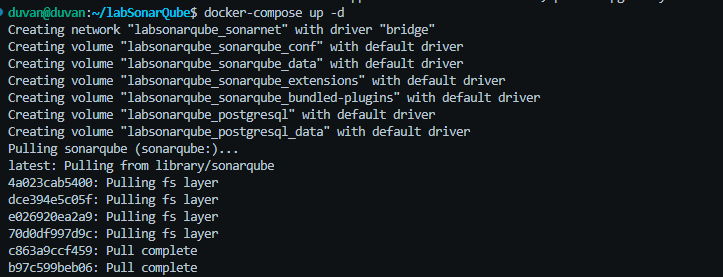 duvan@duvan:~/labSonarQube$ docker-compose up -d
Creating network "labsonarqube_sonarnet" with driver "bridge"
Creating volume "labsonarqube_sonarqube_conf" with default driver
Creating volume "labsonarqube_sonarqube_data" with default driver
Creating volume "labsonarqube_sonarqube_extensions" with default driver
Creating volume "labsonarqube_sonarqube_bundled-plugins" with default driver
Creating volume "labsonarqube_postgresql" with default driver
Creating volume "labsonarqube_postgresql_data" with default driver
Pulling sonarqube (sonarqube:)...
latest: Pulling from library/sonarqube
4a023cab5400: Pulling fs layer
dce394e5c05f: Pulling fs layer
e026920ea2a9: Pulling fs layer
70d0df997d9c: Pulling fs layer
c863a9ccf459: Pull complete
b97c599beb06: Pull complete